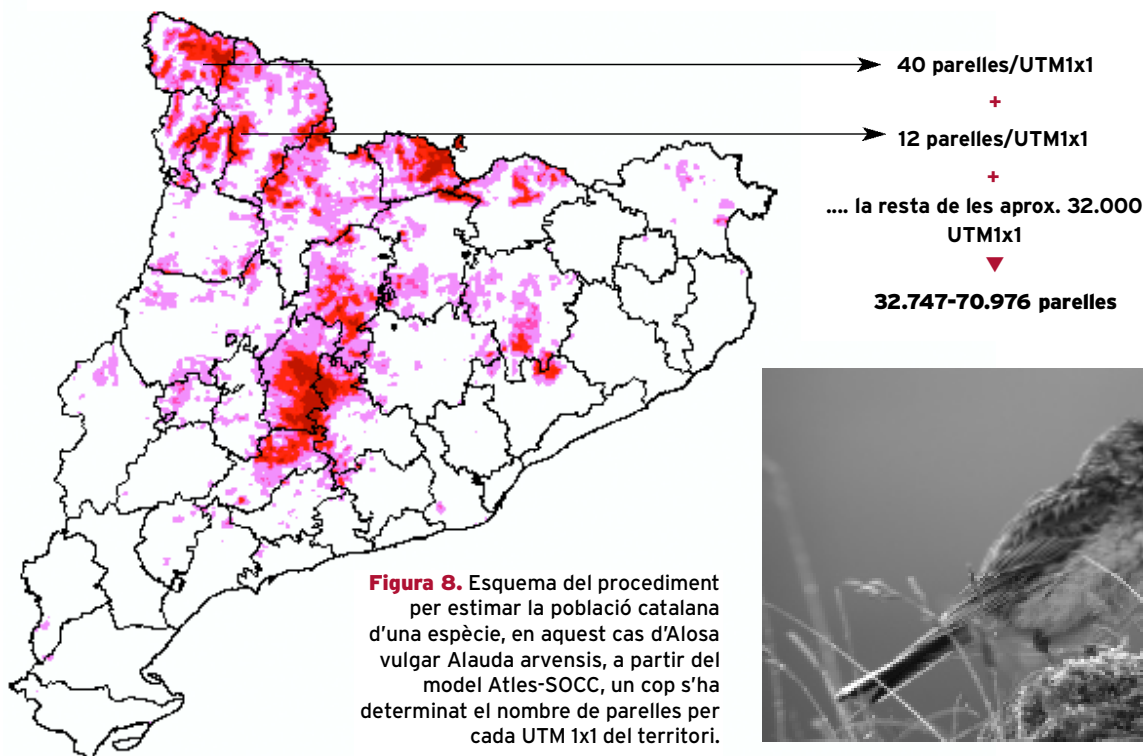 40 parelles/UTM1x1
+
12 parelles/UTM1x1
+
.... la resta de les aprox. 32.000
UTM1x1
▼
32.747-70.976 parelles
Figura 8. Esquema del procediment
per estimar la població catalana
d'una espècie, en aquest cas d'Alosa
vulgar Alauda arvensis, a partir del
model Atles-SOCC, un cop s'ha
determinat el nombre de parelles per
cada UTM 1x1 del territori.